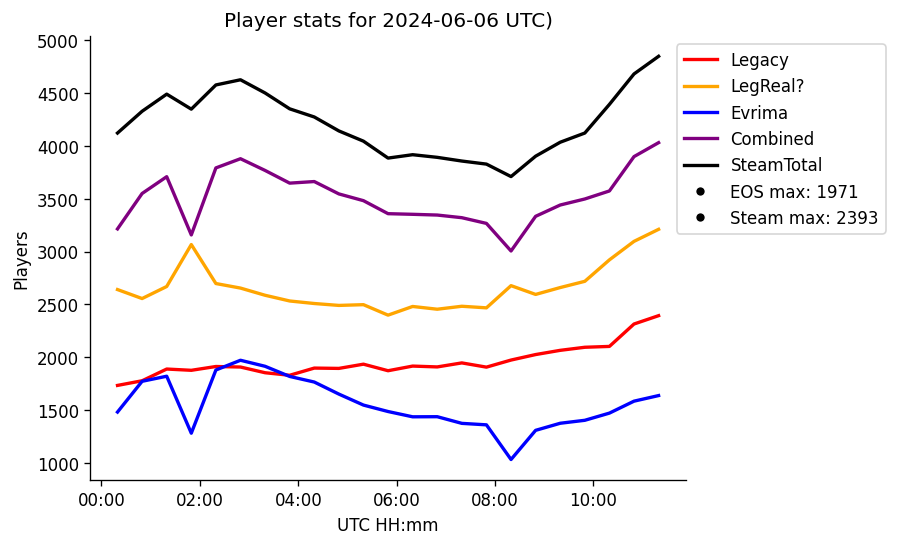 Player stats for 2024-06-06 UTC)
5000
4500
4000
3500
3000
2500
2000
1500
1000
Players
00:00
02:00
04:00
06:00
08:00
10:00
UTC HH:mm
Legacy
LegReal?
Evrima
Combined
SteamTotal
EOS max: 1971
Steam max: 2393